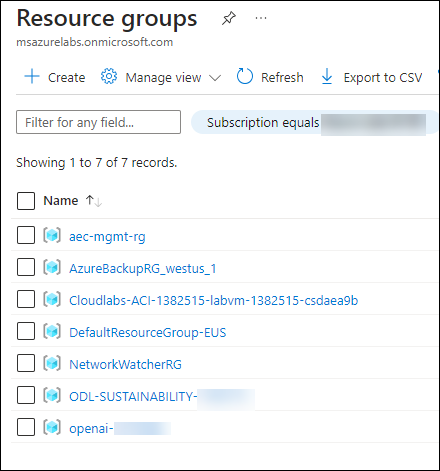 Resource groups
msazurelabs.onmicrosoft.com
Create Manage view Refresh Export to CSV
Filter for any field... Subscription equals
Showing 1 to 7 of 7 records.
Name
aec-mgmt-rg
AzureBackupRG_westus_1
Cloudlabs-ACI-1382515-labvm-1382515-csdaea9b
DefaultResourceGroup-EUS
NetworkWatcherRG
ODL-SUSTAINABILITY-
openai-